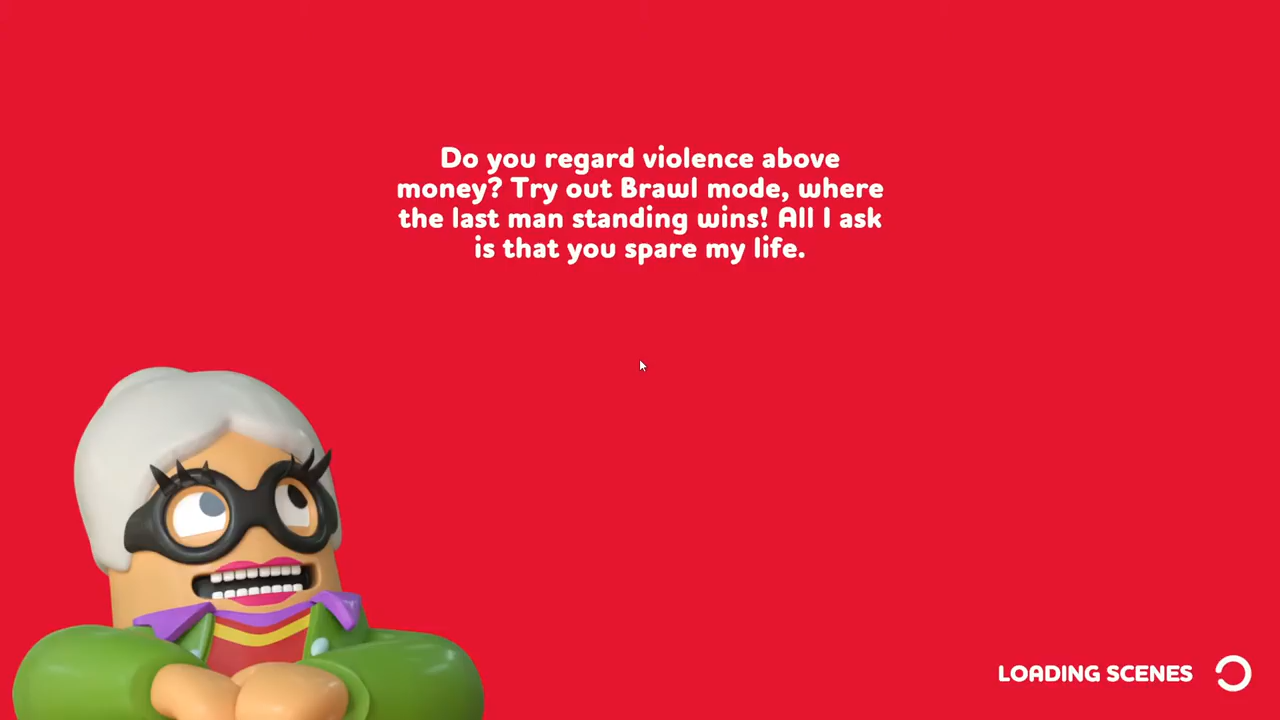 Do you regard violence above
money? Try out Brawl mode, where
the last man standing wins! All I ask
is that you spare my life.
LOADING SCENES